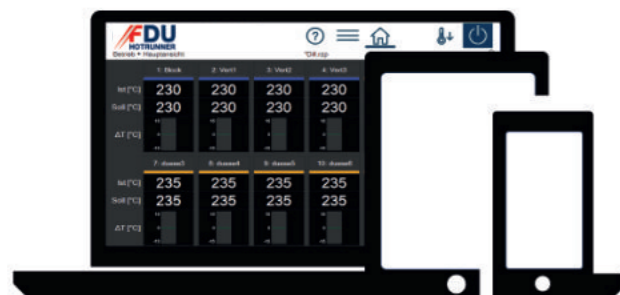 FDU
HOTRUNNER
Betrieb • Hauptansicht
1: Block 2: Vert1 3: Vert2 4: Vert3
Ist [°C] 230 230 230 230
Soll [°C] 230 230 230 230
ΔT [°C]
7: duese3 8: duese4 9: duese5 10: duese6
Ist [°C] 235 235 235 235
Soll [°C] 235 235 235 235
ΔT [°C]